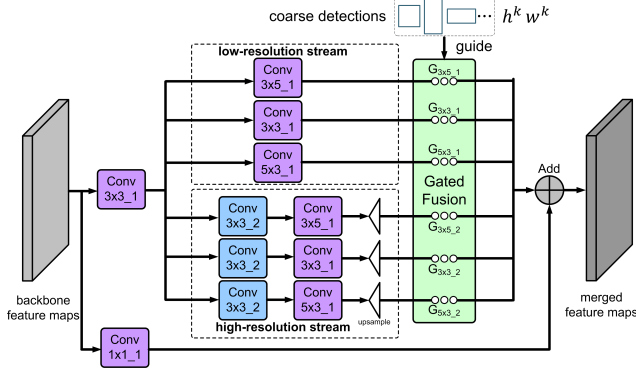 coarse detections
... h^k w^k
guide
low-resolution stream
Conv
3x5_1
Conv
3x3_1
Conv
5x3_1
G3x5_1
G3x3_1
G5x3_1
Gated
Fusion
G3x5_2
G3x3_2
G5x3_2
Conv
3x3_1
Conv
3x3_2
Conv
3x5_1
Conv
3x3_2
Conv
3x3_1
Conv
3x3_2
Conv
5x3_1
upsample
high-resolution stream
Add
backbone
feature maps
merged
feature maps
Conv
1x1_1